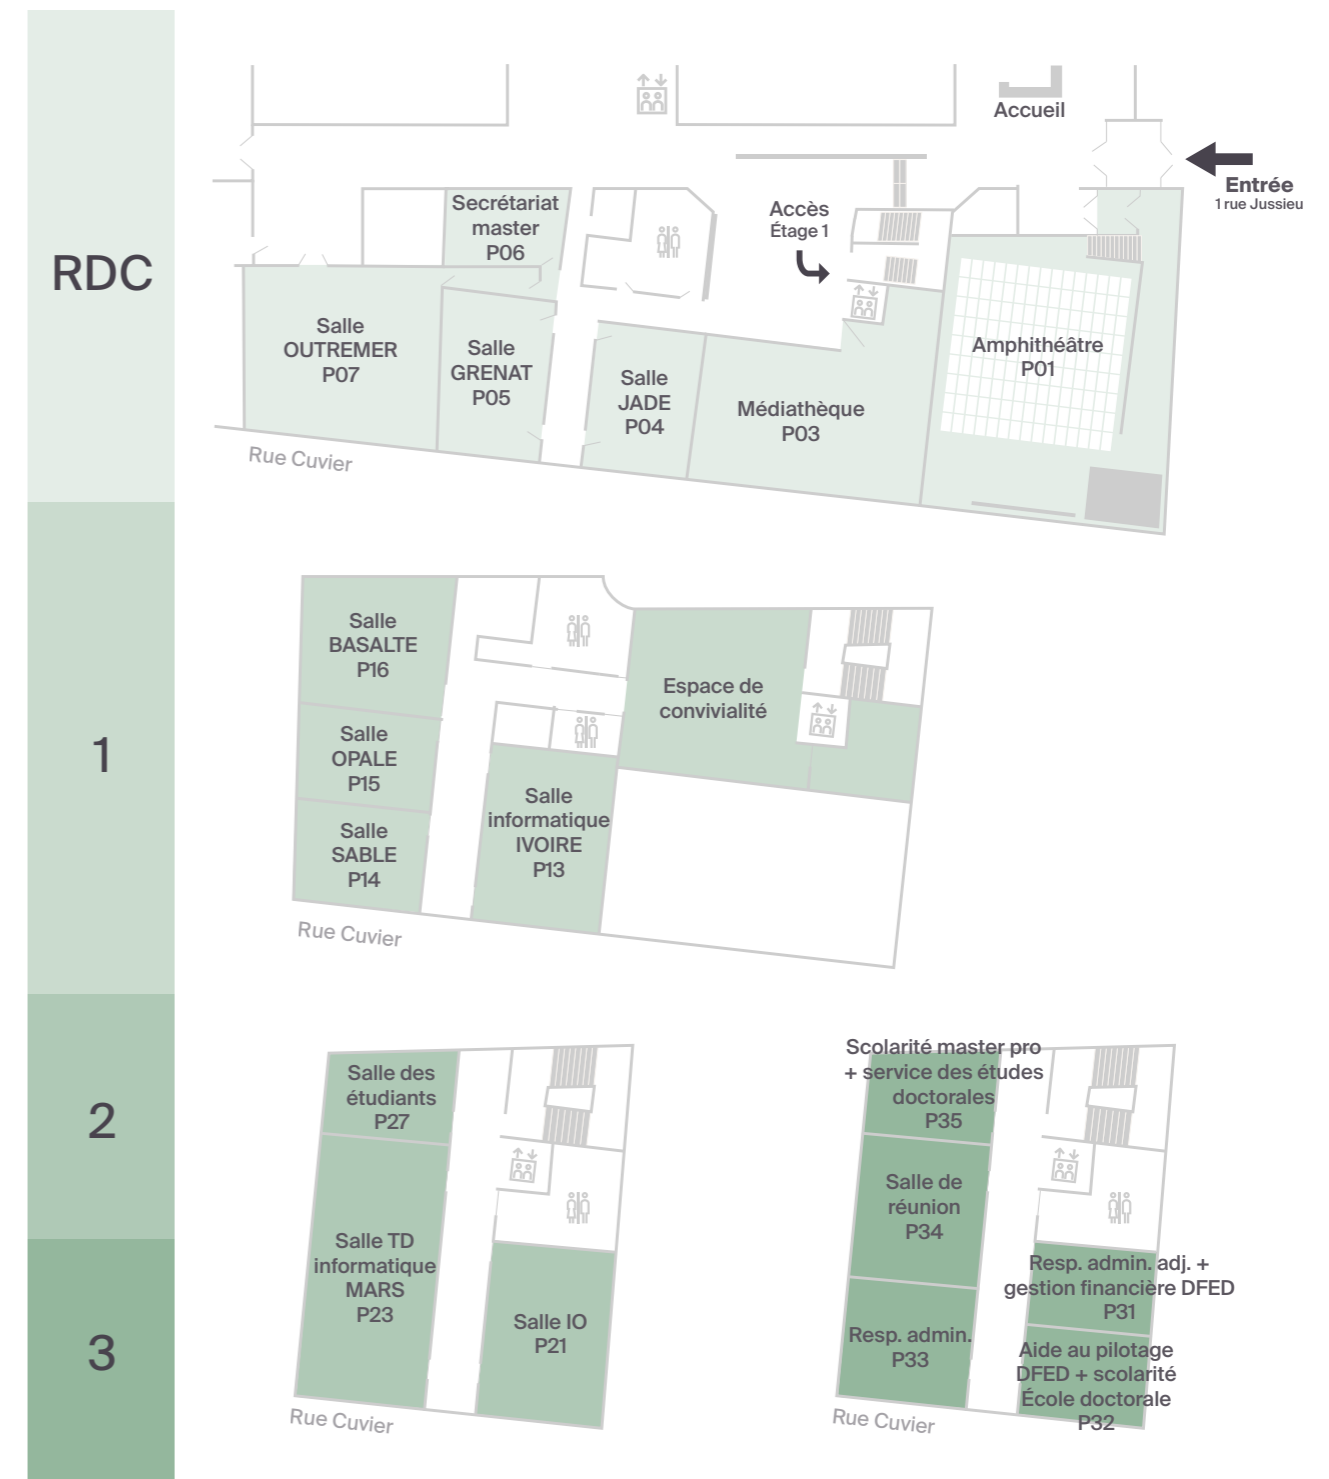 RDC
Accueil
Entrée
1 rue Jussieu
Accès
Étage 1
Secrétariat
master
P06
Salle
OUTREMER
P07
Salle
GRENAT
P05
Salle
JADE
P04
Médiathèque
P03
Amphithéâtre
P01
Rue Cuvier
1
Salle
BASALTE
P16
Salle
OPALE
P15
Salle
SABLE
P14
Salle
informatique
IVOIRE
P13
Espace de
convivialité
Rue Cuvier
2
Salle des
étudiants
P27
Salle TD
informatique
MARS
P23
Salle IO
P21
Rue Cuvier
3
Scolarité master pro
+ service des études
doctorales
P35
Salle de
réunion
P34
Resp. admin.
P33
Resp. admin. adj. +
gestion financière DFED
P31
Aide au pilotage
DFED + scolarité
École doctorale
P32
Rue Cuvier